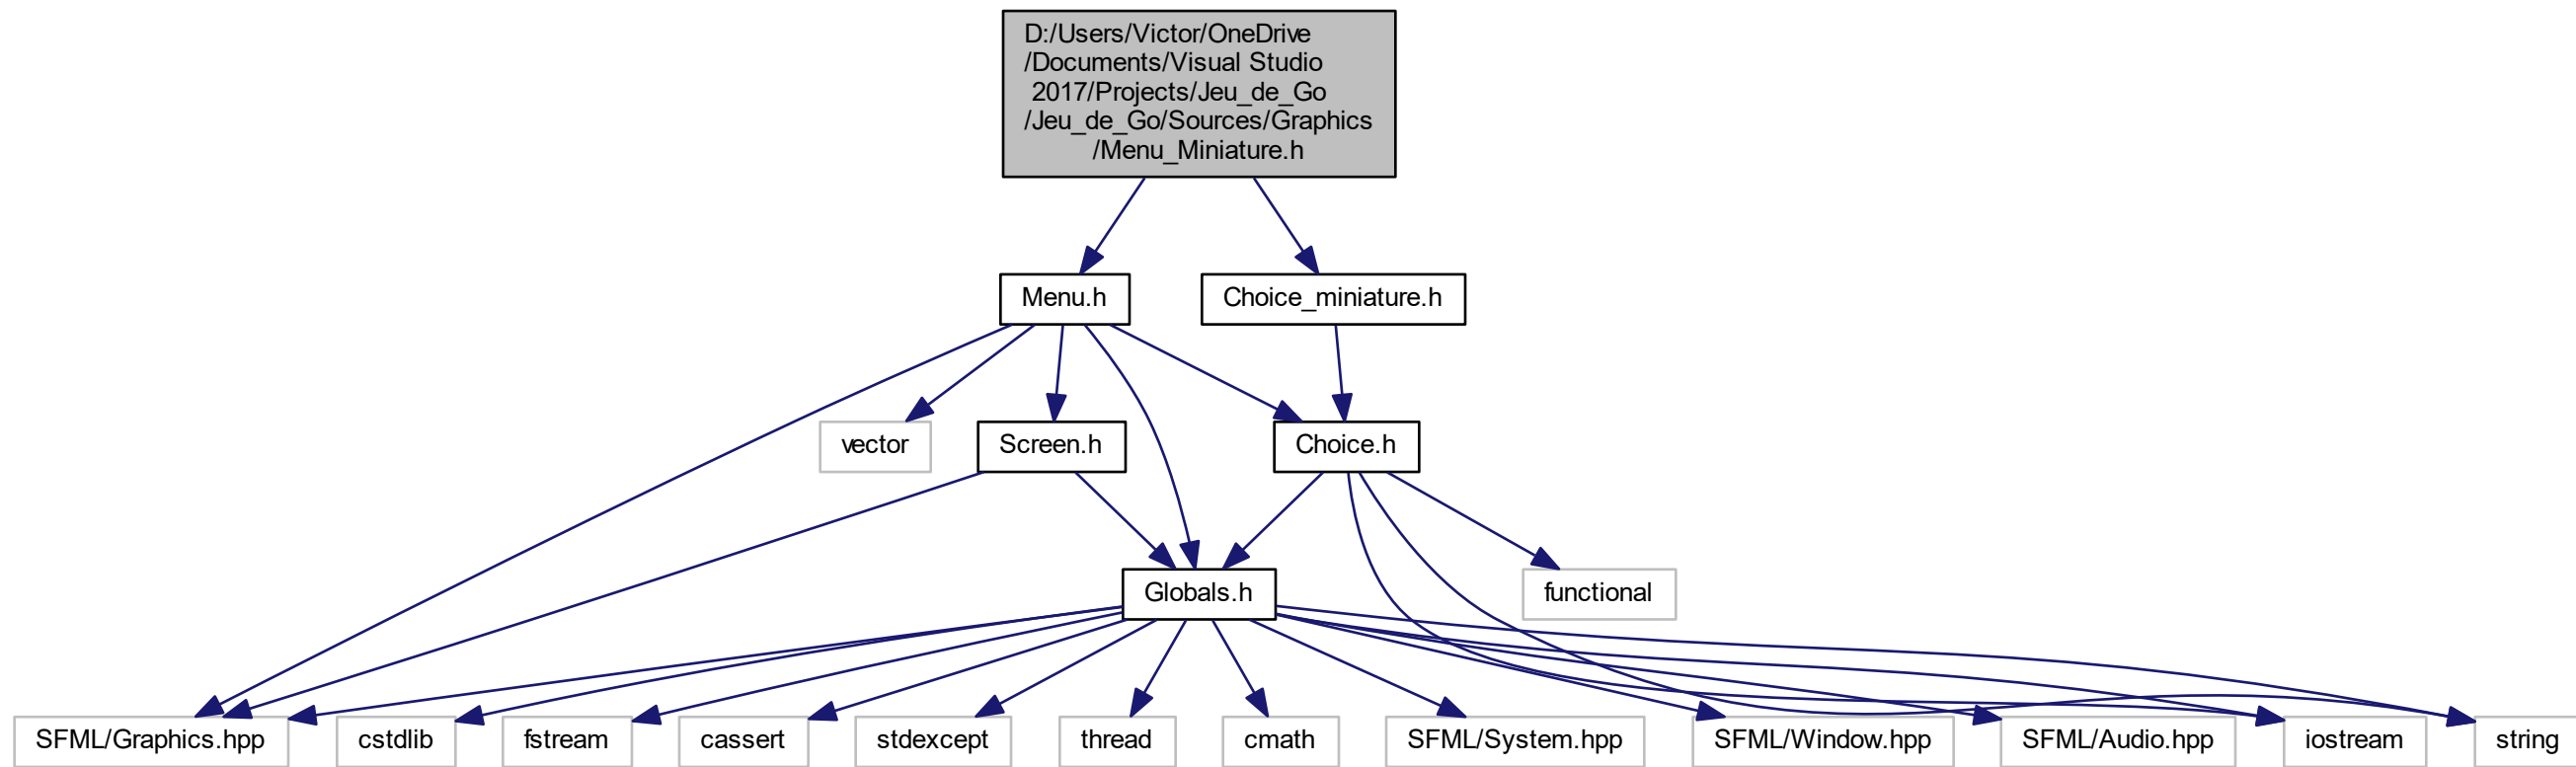 D:/Users/Victor/OneDrive
/Documents/Visual Studio
2017/Projects/Jeu_de_Go
/Jeu_de_Go/Sources/Graphics
/Menu_Miniature.h
Menu.h
Choice_miniature.h
vector
Screen.h
Choice.h
Globals.h
functional
SFML/Graphics.hpp
cstdlib
fstream
cassert
stdexcept
thread
cmath
SFML/System.hpp
SFML/Window.hpp
SFML/Audio.hpp
iostream
string